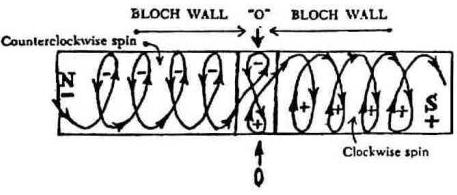 BLOCH WALL "O" BLOCH WALL
Counterclockwise spin
N - - - - - S
- + + + + + +
Clockwise spin
0